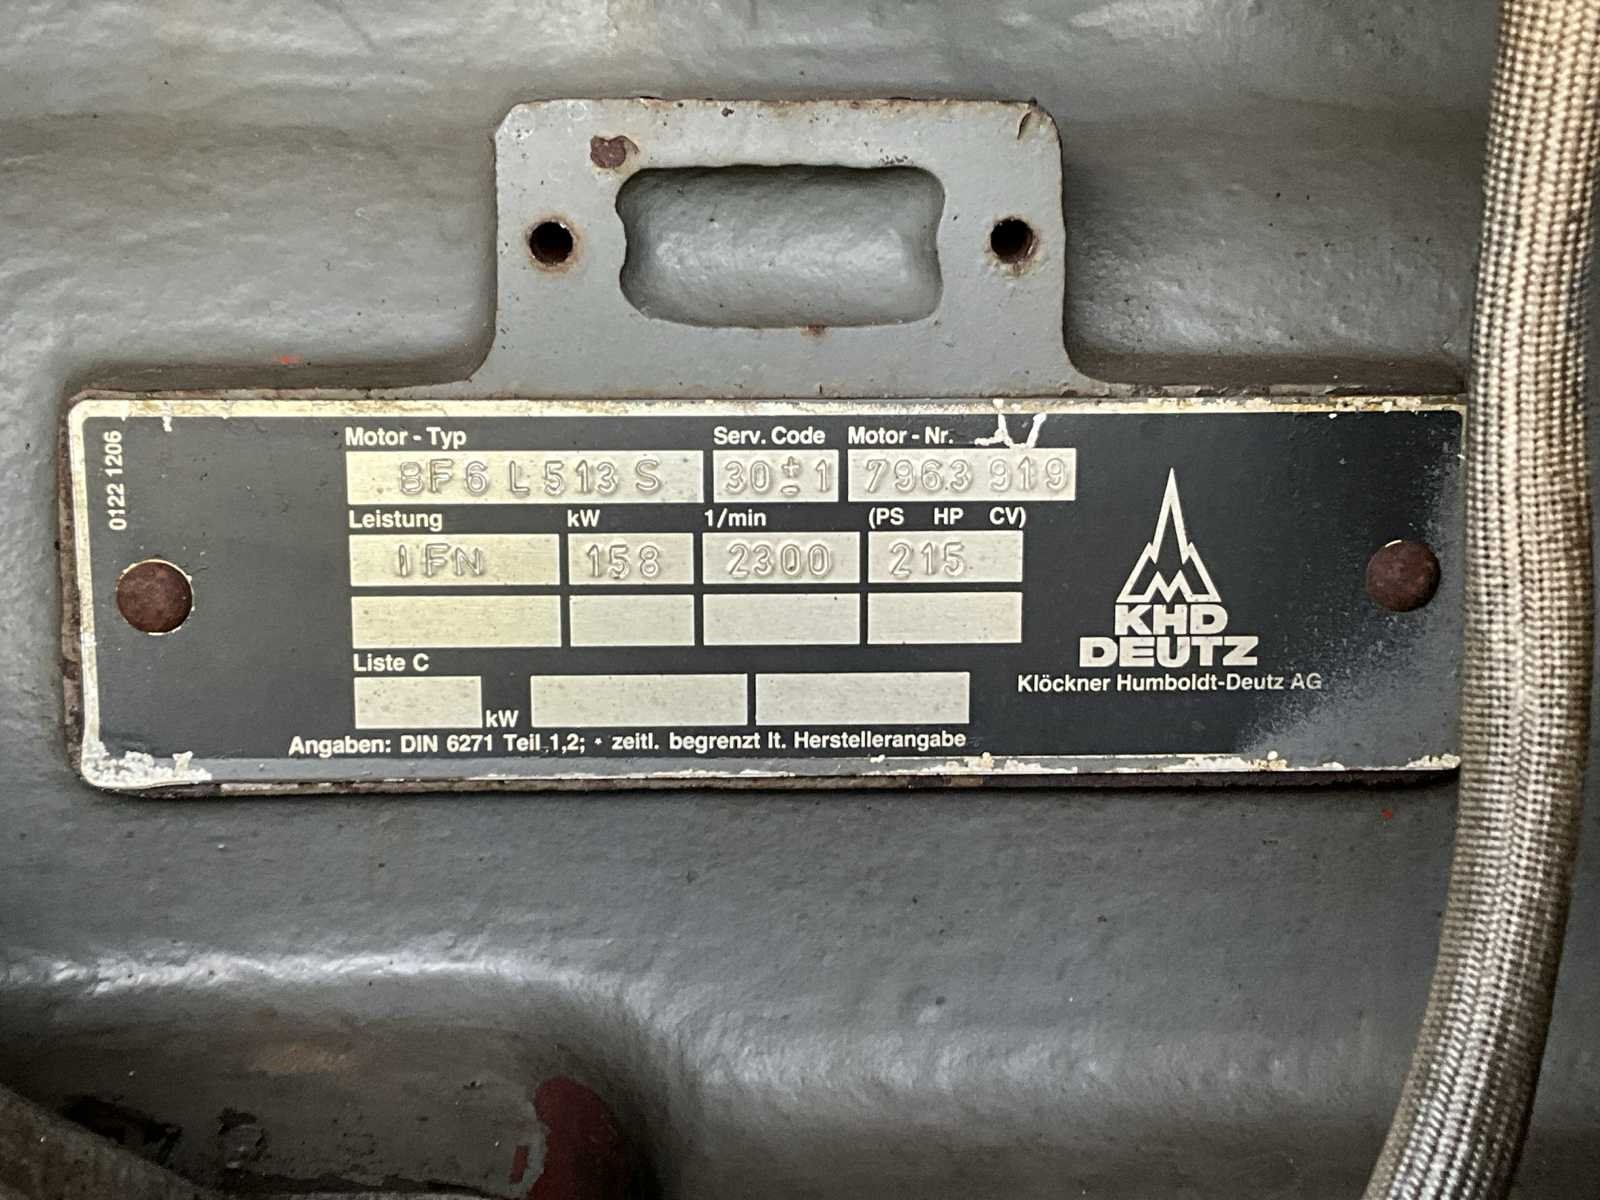 0122 1206
Motor - Typ Serv. Code Motor - Nr.
BF6L513S 30±1 7963 919
Leistung kW 1/min (PS HP CV)
IFN 158 2300 215
Liste C
kW
Angaben: DIN 6271 Teil 1,2; * zeitl. begrenzt lt. Herstellerangabe
KHD
DEUTZ
Klöckner Humboldt-Deutz AG